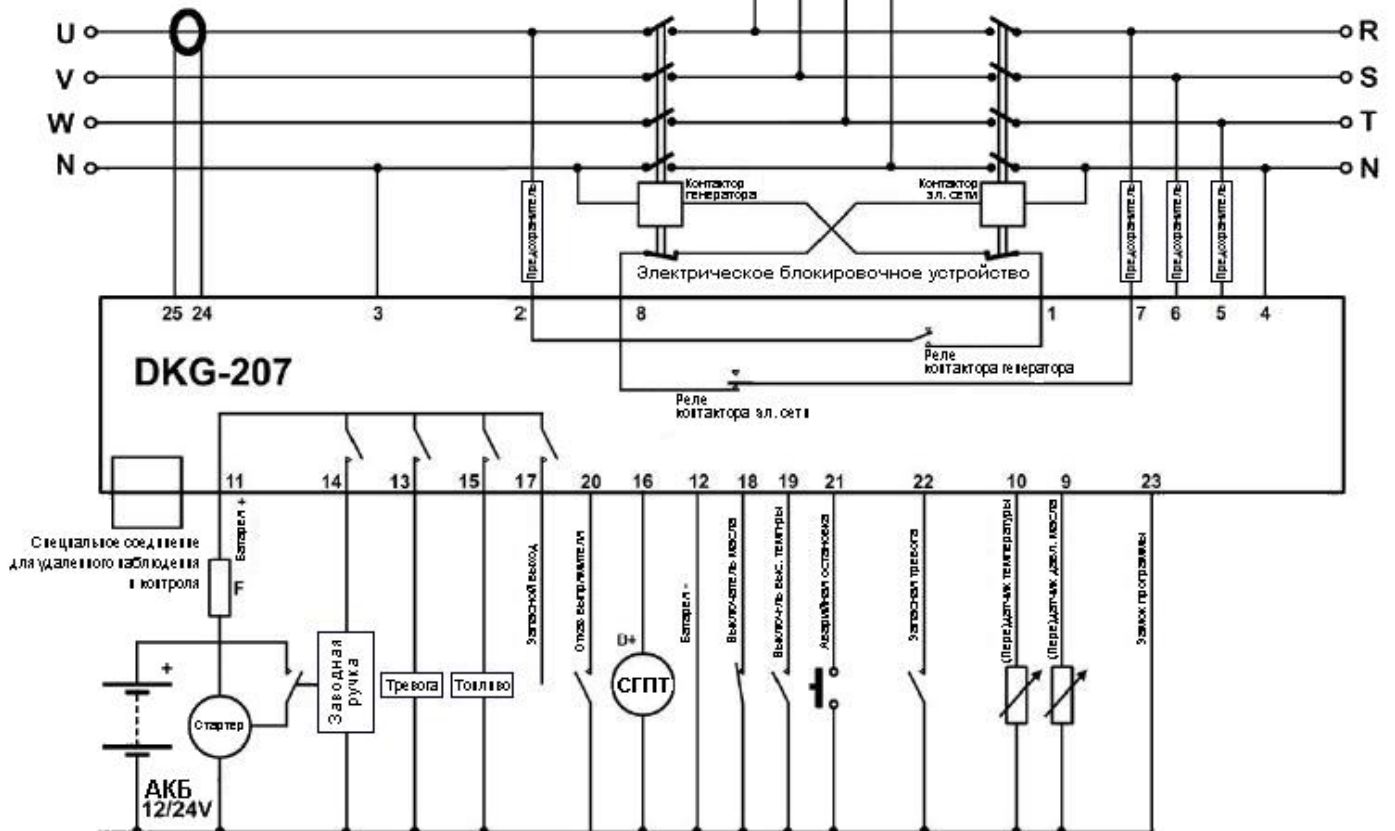 U
R
V
S
W
T
N
N
Контактор
генератора
Контактор
эл. сети
Предохранитель
Предохранитель
Предохранитель
Предохранитель
Электрическое блокировочное устройство
25 24 3 2 8 1 7 6 5 4
DKG-207
Реле
контактора генератора
Реле
контактора эл. сети
11 14 13 15 17 20 16 12 18 19 21 22 10 9 23
Специальное соединение
для удаленного наблюдения
и контроля
Батарея +
F
Запасной выход
Отказ выпрямителя
Батарея -
Выключатель масла
Выключ-ль выс. темп-ры
Аварийная остановка
Запасная тревога
(Пере)датчик температуры
(Пере)датчик давл. масла
Замок программы
+
Стартер
Заводная
ручка
Тревога
Топливо
D+
СГПТ
АКБ
12/24V